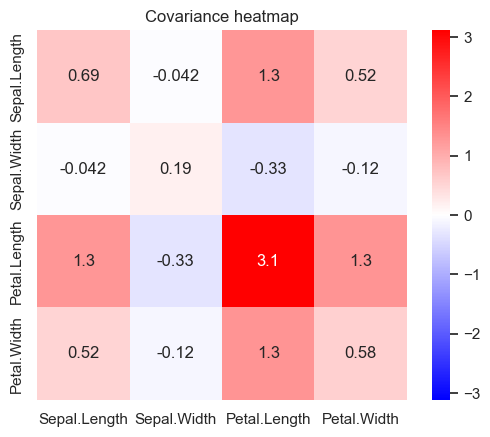 Covariance heatmap
Sepal.Length
0.69 -0.042 1.3 0.52
Sepal.Width
-0.042 0.19 -0.33 -0.12
Petal.Length
1.3 -0.33 3.1 1.3
Petal.Width
0.52 -0.12 1.3 0.58
Sepal.Length Sepal.Width Petal.Length Petal.Width
3
2
1
0
-1
-2
-3